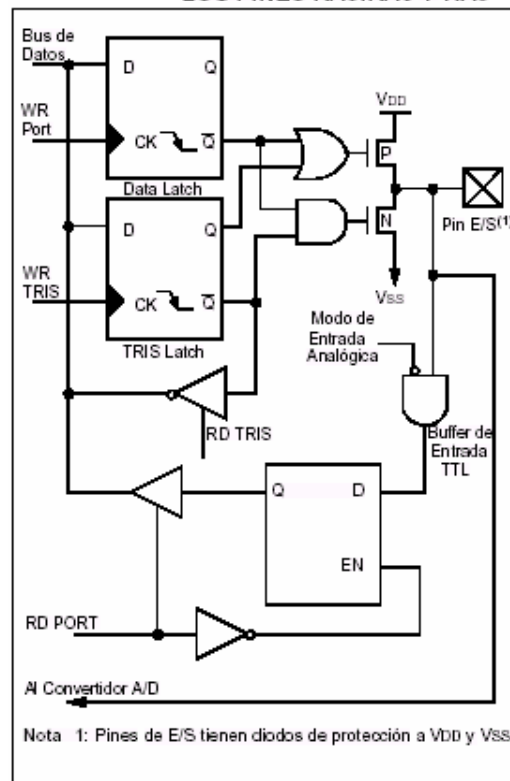 Bus de
Datos
D
Q
WR
Port
CK
Q
Data Latch
VDD
P
N
Pin E/S(1)
VSS
D
Q
WR
TRIS
CK
Q
TRIS Latch
Modo de
Entrada
Analógica
RD TRIS
Buffer de
Entrada
TTL
Q
D
EN
RD PORT
Al Convertidor A/D
Nota 1: Pines de E/S tienen diodos de protección a VDD y VSS